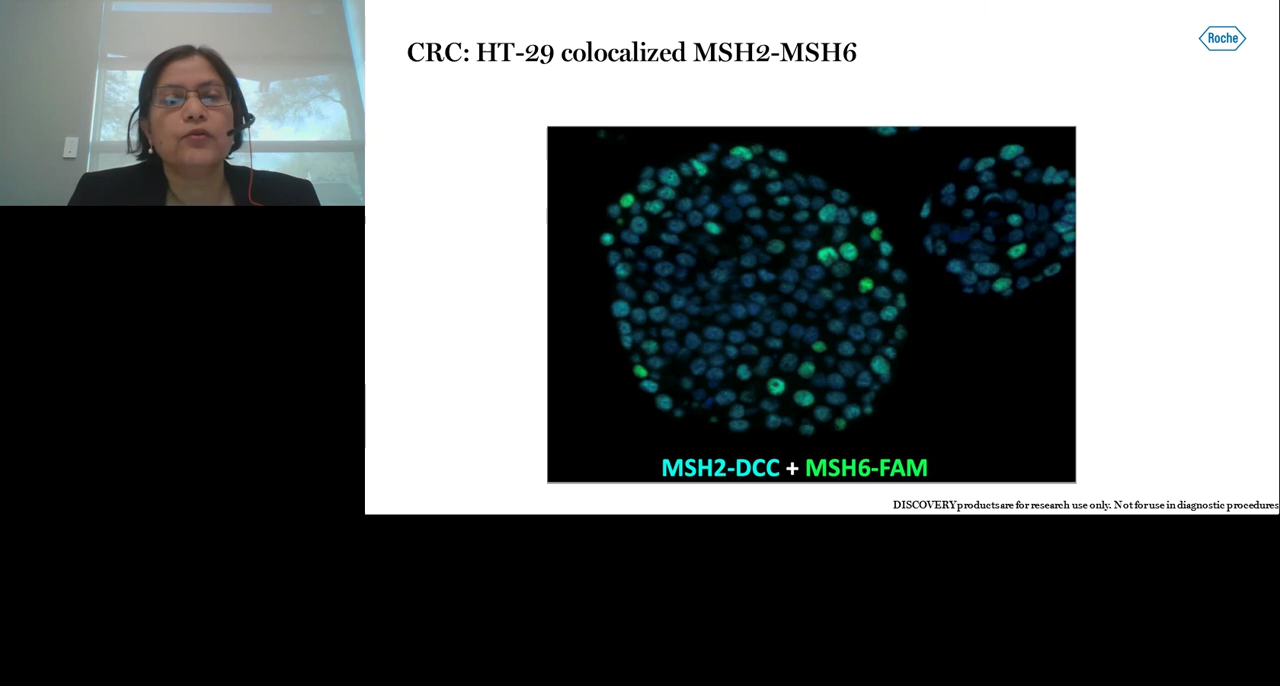 CRC: HT-29 colocalized MSH2-MSH6
Roche
MSH2-DCC + MSH6-FAM
DISCOVERY products are for research use only. Not for use in diagnostic procedures